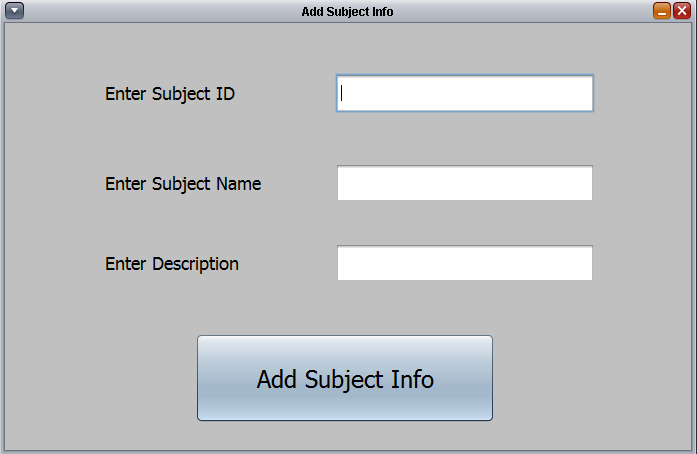 Add Subject Info
Enter Subject ID
Enter Subject Name
Enter Description
Add Subject Info